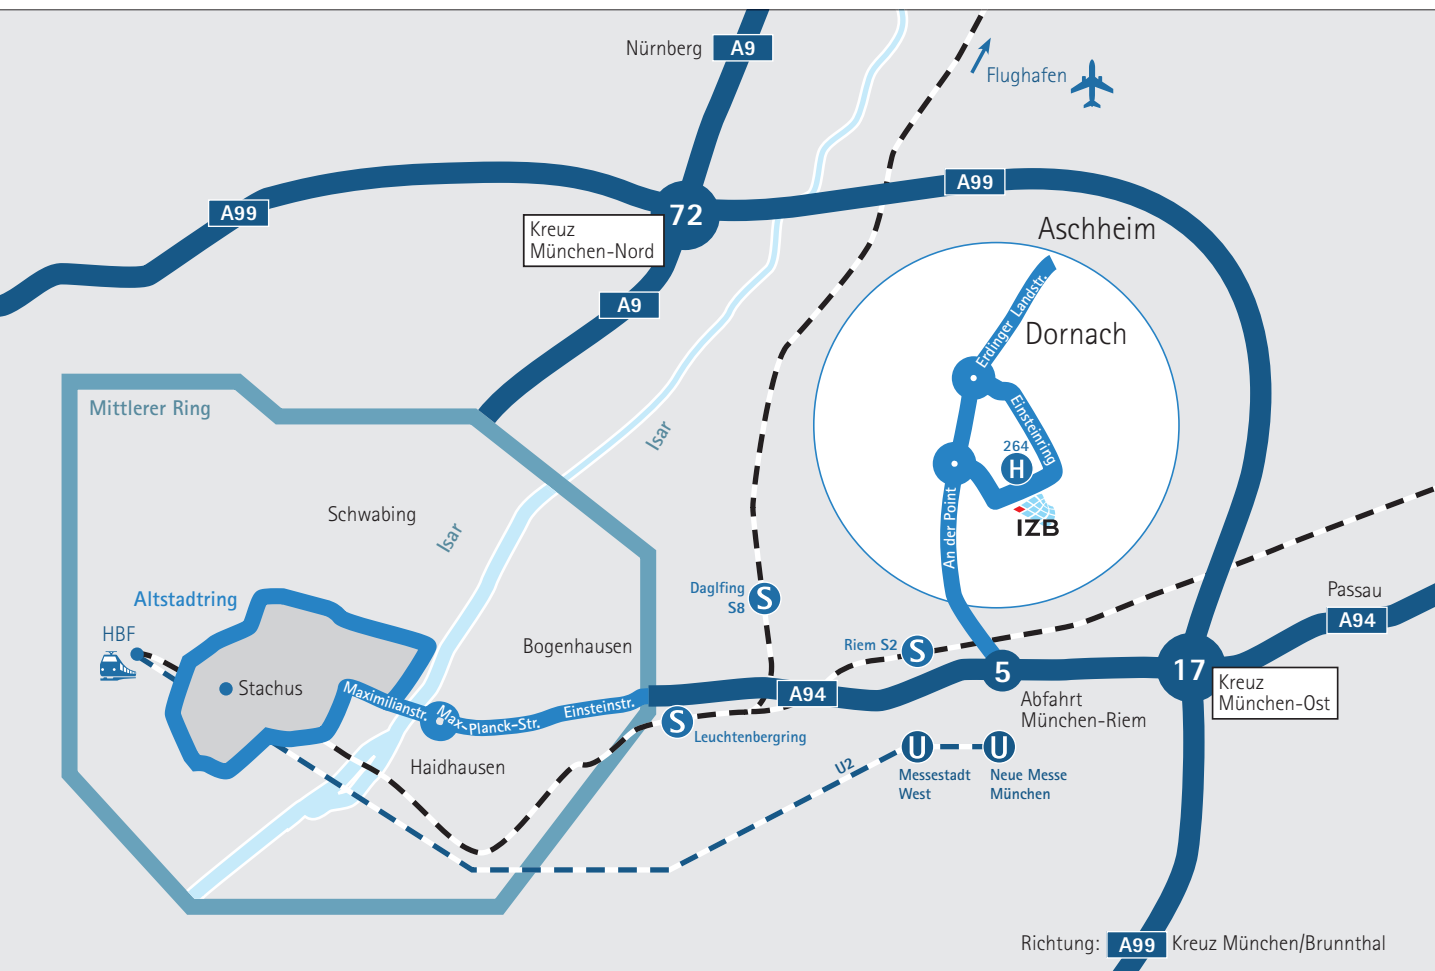 Nürnberg
A9
Flughafen
A99
A99
72
Kreuz
München-Nord
Aschheim
A9
Erdinger Landstr.
Dornach
Mittlerer Ring
Einsteinring
Isar
264
H
Schwabing
Isar
An der Point
IZB
Daglfing
S8
S
Passau
A94
Altstadtring
HBF
Bogenhausen
Riem S2
S
5
17
Kreuz
München-Ost
Stachus
Maximilianstr.
Max-Planck-Str.
Einsteinstr.
A94
Abfahrt
München-Riem
S
Leuchtenbergring
Haidhausen
U2
U
U
Messestadt
West
Neue Messe
München
Richtung:
A99
Kreuz München/Brunnthal